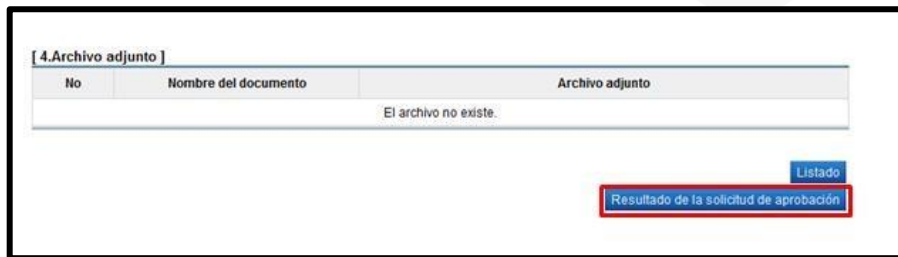 [ 4.Archivo adjunto ]
No Nombre del documento Archivo adjunto
El archivo no existe.
Listado
Resultado de la solicitud de aprobación